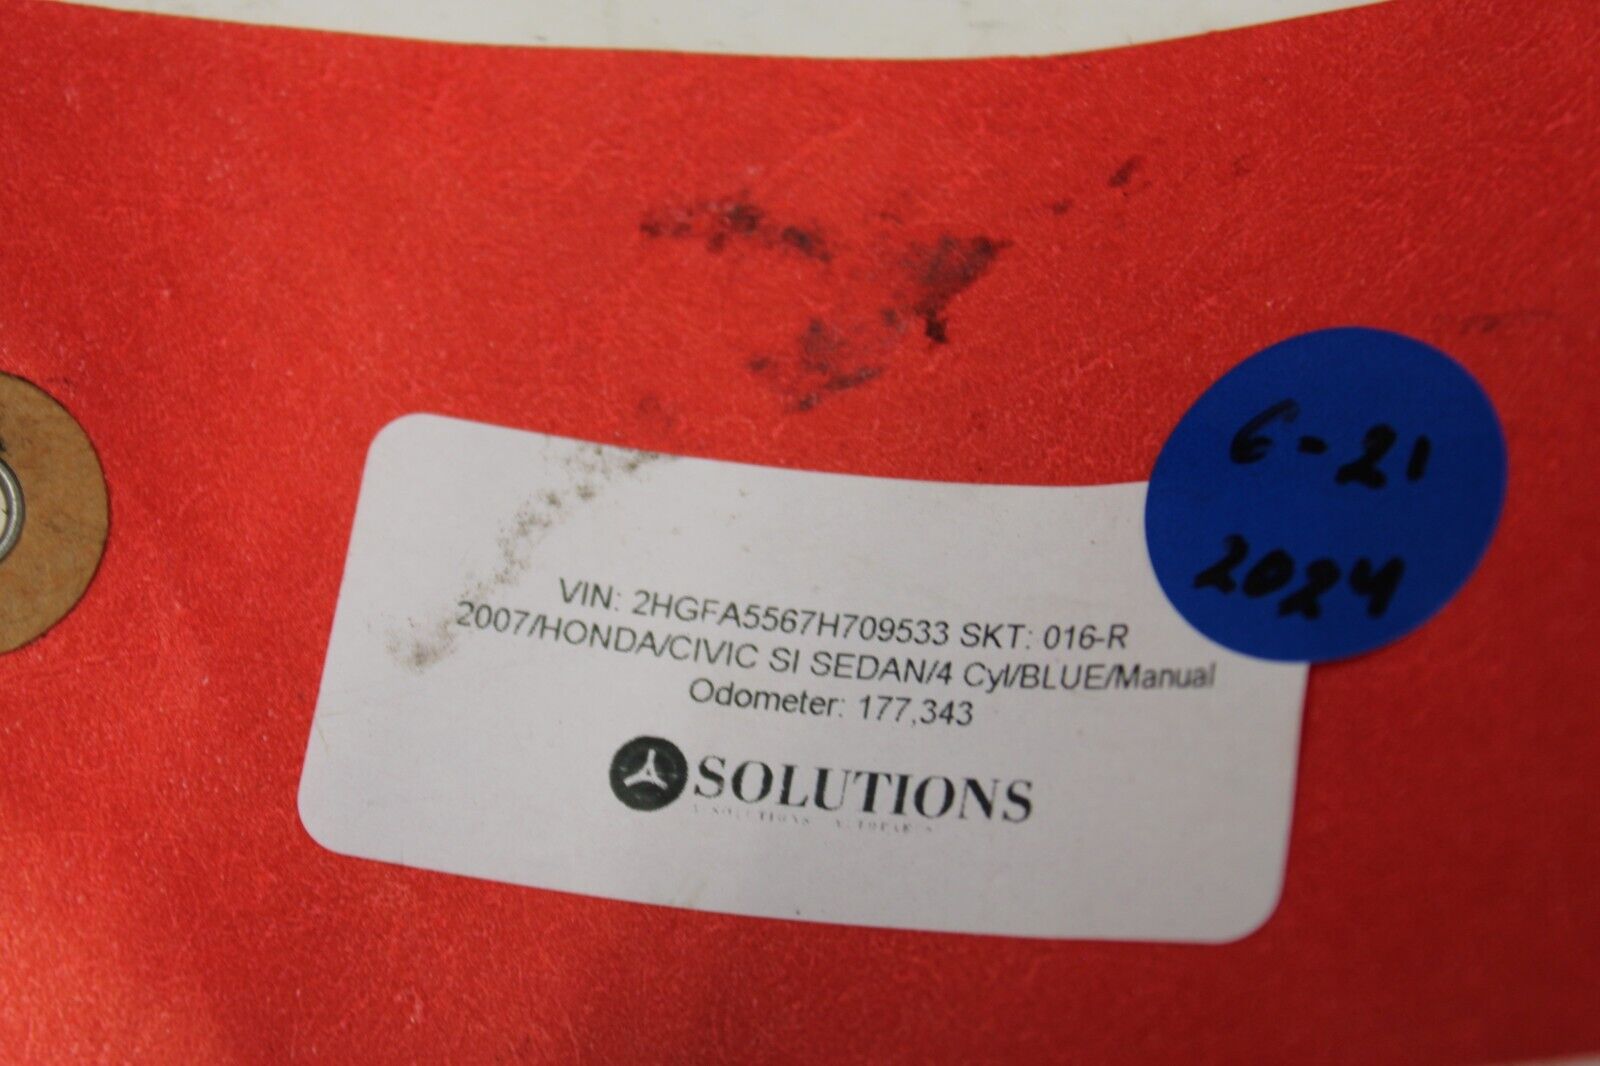 6-21
2024
VIN: 2HGFA5567H709533 SKT: 016-R
2007/HONDA/CIVIC SI SEDAN/4 Cyl/BLUE/Manual
Odometer: 177,343
SOLUTIONS